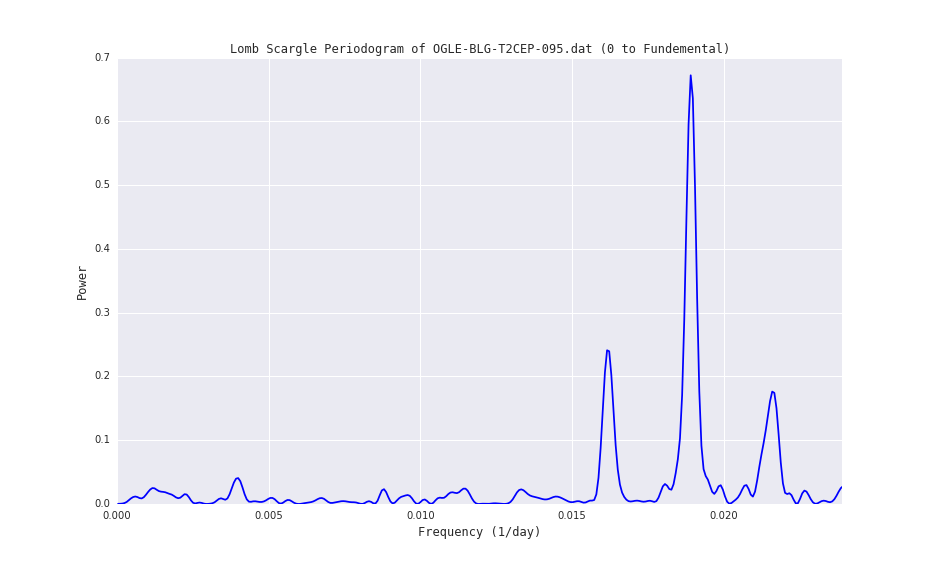 Lomb Scargle Periodogram of OGLE-BLG-T2CEP-095.dat (0 to Fundemental)
0.7
0.6
0.5
0.4
0.3
0.2
0.1
0.0
Power
0.000 0.005 0.010 0.015 0.020
Frequency (1/day)